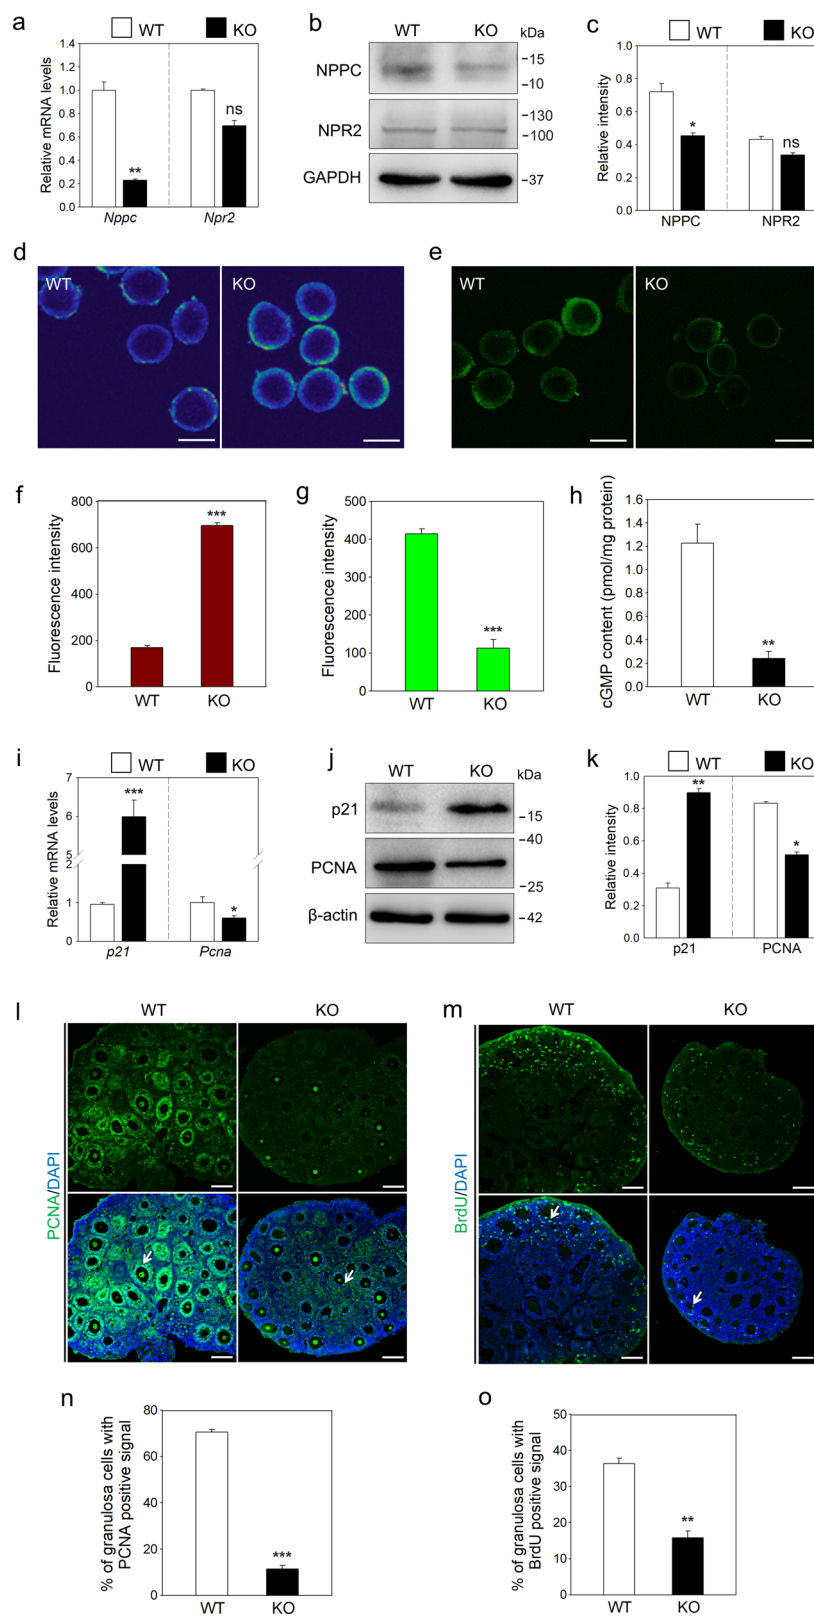 a
WT
KO
Relative mRNA levels
1.4
1.2
1.0
0.8
0.6
0.4
0.2
0.0
**
ns
Nppc
Npr2
b
WT
KO
kDa
NPPC
-15
-10
NPR2
-130
-100
GAPDH
-37
c
WT
KO
Relative intensity
1.0
0.8
0.6
0.4
0.2
0.0
*
ns
NPPC
NPR2
d
WT
KO
e
WT
KO
f
Fluorescence intensity
800
600
400
200
0
***
WT
KO
g
Fluorescence intensity
500
400
300
200
100
0
***
WT
KO
h
cGMP content (pmol/mg protein)
1.6
1.4
1.2
1.0
0.8
0.6
0.4
0.2
0.0
**
WT
KO
i
WT
KO
Relative mRNA levels
7
6
5
2
1
0
***
*
p21
Pcna
j
WT
KO
kDa
p21
-15
-40
PCNA
-25
β-actin
-42
k
WT
KO
Relative intensity
1.0
0.8
0.6
0.4
0.2
0.0
**
*
p21
PCNA
l
WT
KO
PCNA/DAPI
m
WT
KO
BrdU/DAPI
n
% of granulosa cells with
PCNA positive signal
80
60
40
20
0
***
WT
KO
o
% of granulosa cells with
BrdU positive signal
50
40
30
20
10
0
**
WT
KO